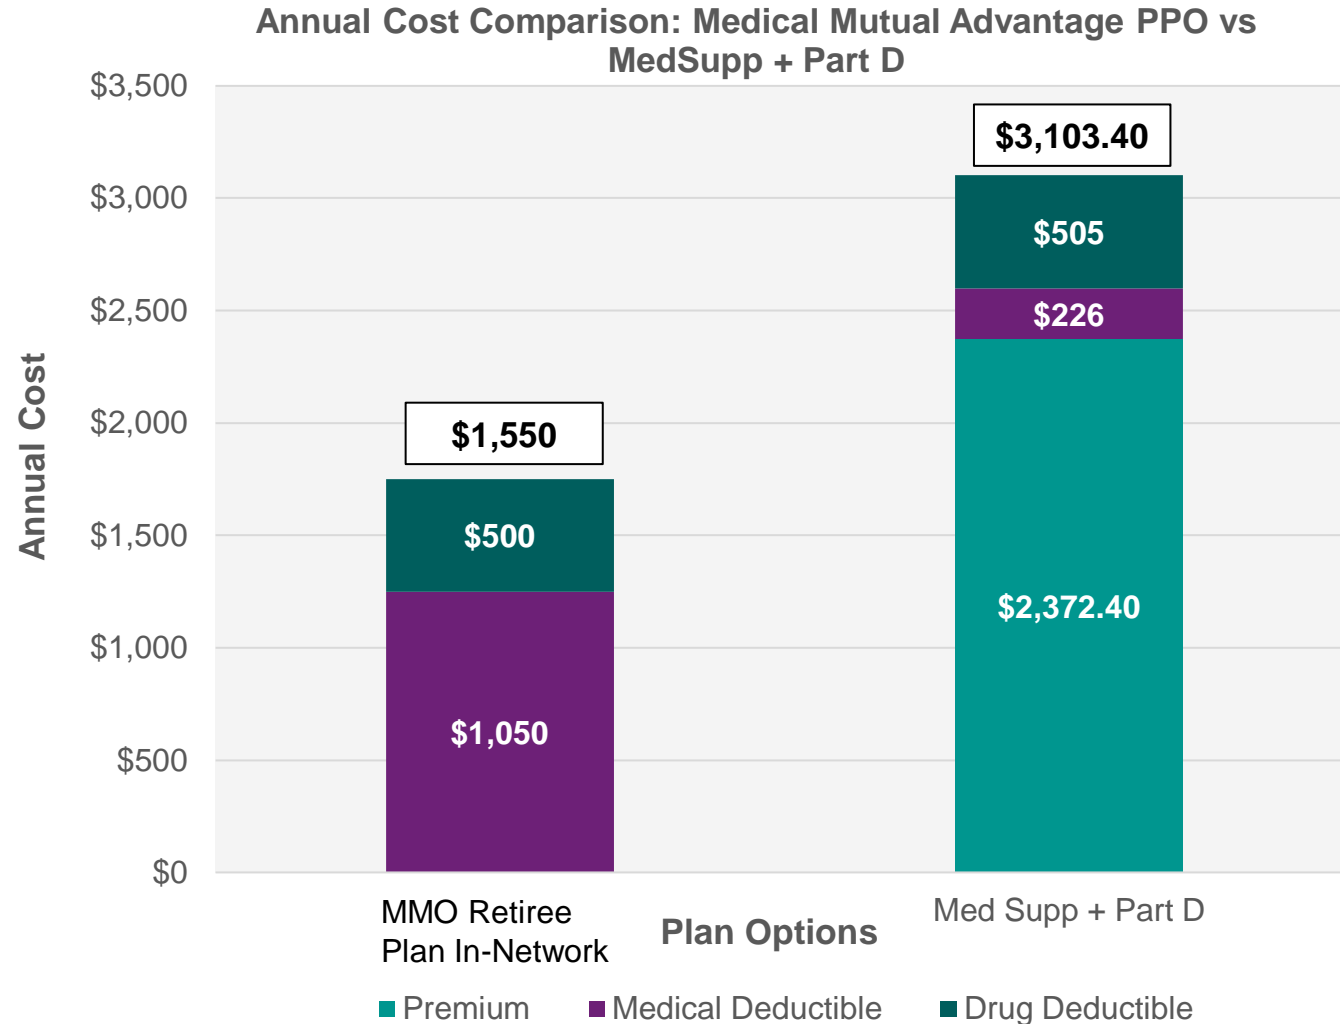 Annual Cost Comparison: Medical Mutual Advantage PPO vs
MedSupp + Part D
$3,500
$3,000
$2,500
$2,000
$1,500
$1,000
$500
$0
Annual Cost
$1,550
$500
$1,050
$3,103.40
$505
$226
$2,372.40
MMO Retiree
Plan In-Network
Med Supp + Part D
Plan Options
Premium
Medical Deductible
Drug Deductible